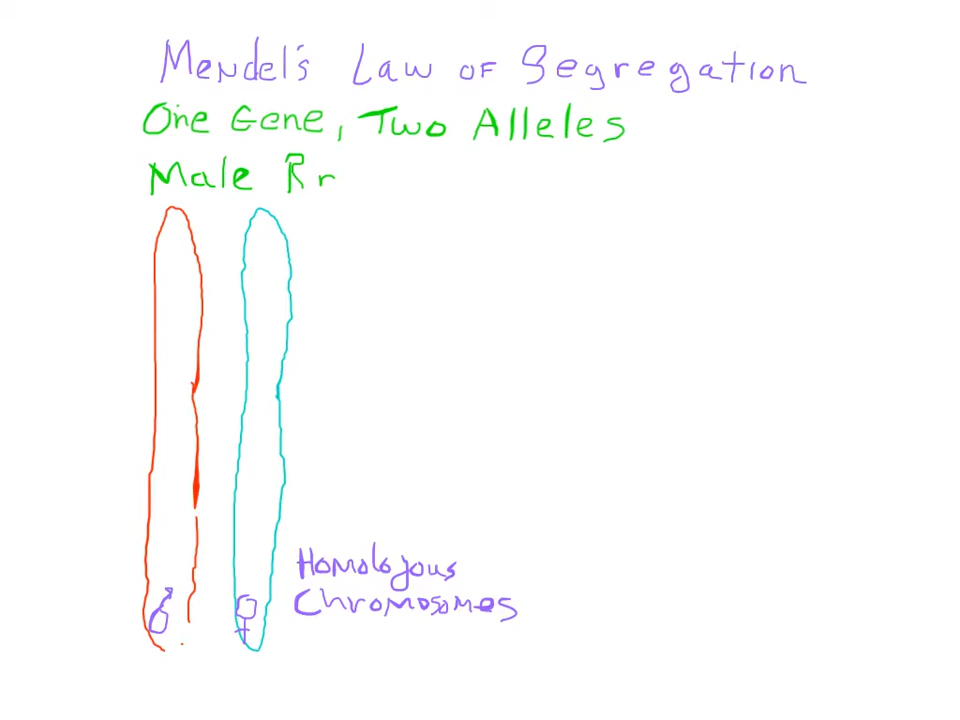 Mendel's Law of Segregation
One Gene, Two Alleles
Male Rr
♂
♀
Homologous
Chromosomes